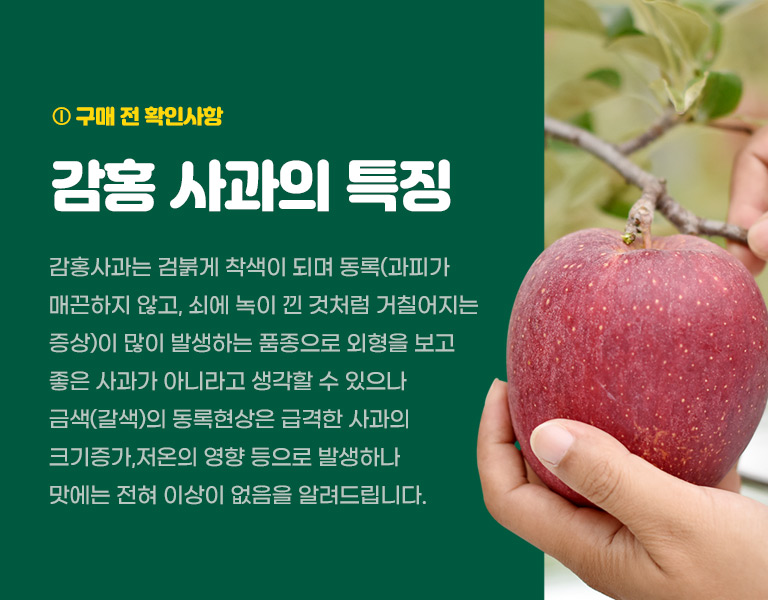 ① 구매 전 확인사항
감홍 사과의 특징
감홍사과는 검붉게 착색이 되며 동록(과피가
매끈하지 않고, 쇠에 녹이 낀 것처럼 거칠어지는
증상)이 많이 발생하는 품종으로 외형을 보고
좋은 사과가 아니라고 생각할 수 있으나
금색(갈색)의 동록현상은 급격한 사과의
크기증가,저온의 영향 등으로 발생하나
맛에는 전혀 이상이 없음을 알려드립니다.